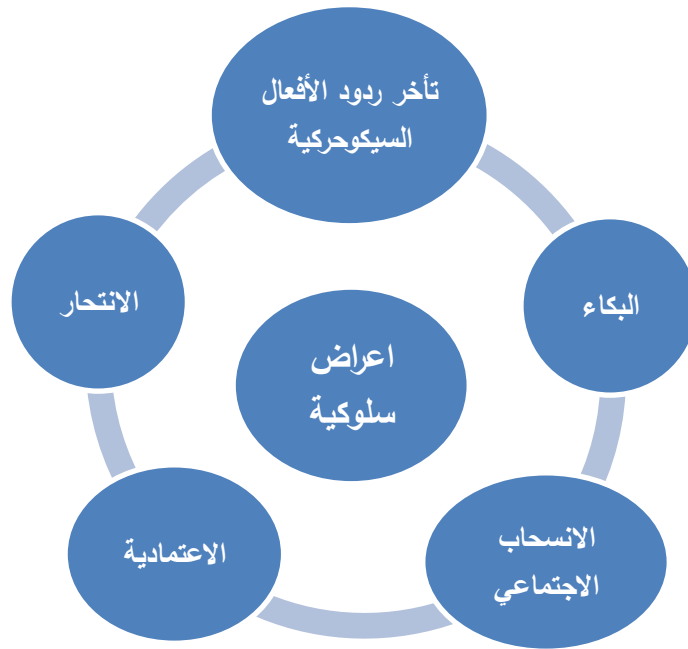 تأخر ردود الأفعال
السيكوحركية
البكاء
الانسحاب
الاجتماعي
الاعتمادية
الانتحار
اعراض
سلوكية